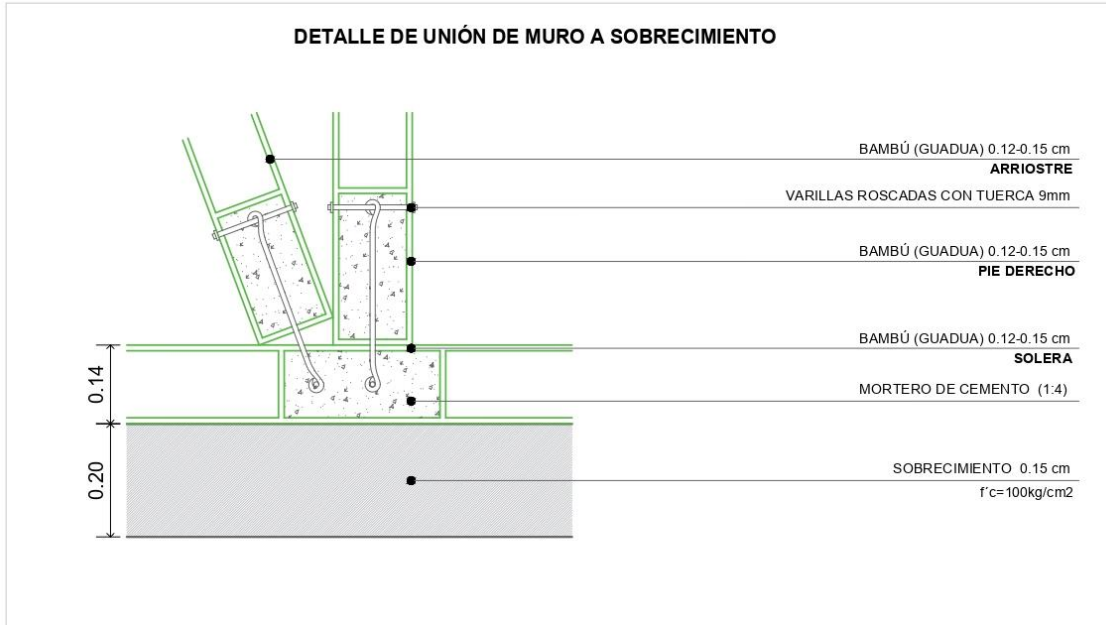 DETALLE DE UNIÓN DE MURO A SOBRECIMIENTO
BAMBÚ (GUADUA) 0.12-0.15 cm
ARRIOSTRE
VARILLAS ROSCADAS CON TUERCA 9mm
BAMBÚ (GUADUA) 0.12-0.15 cm
PIE DERECHO
BAMBÚ (GUADUA) 0.12-0.15 cm
SOLERA
0.14
MORTERO DE CEMENTO (1:4)
0.20
SOBRECIMIENTO 0.15 cm
f´c=100kg/cm2